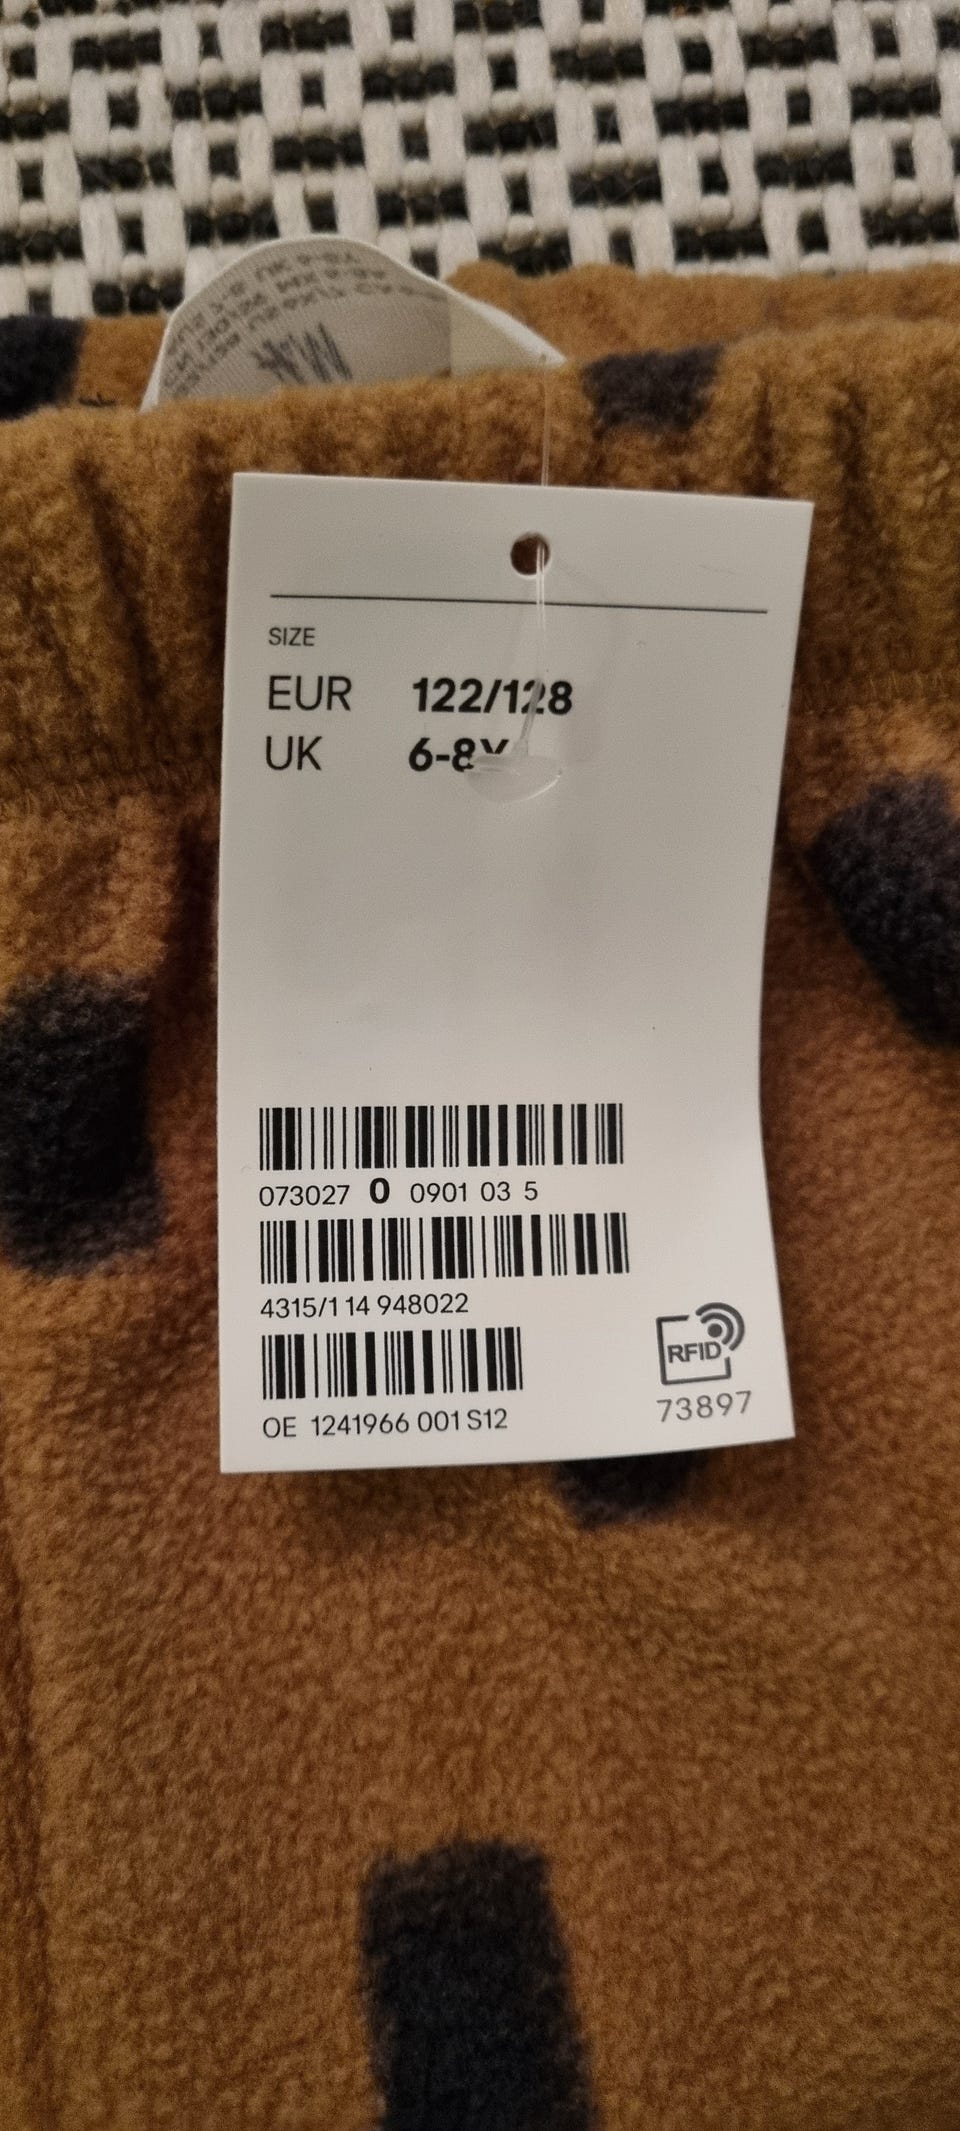 SIZE
EUR 122/128
UK 6-8Y
073027 0 0901 03 5
4315/1 14 948022
OE 1241966 001 S12
RFID
73897